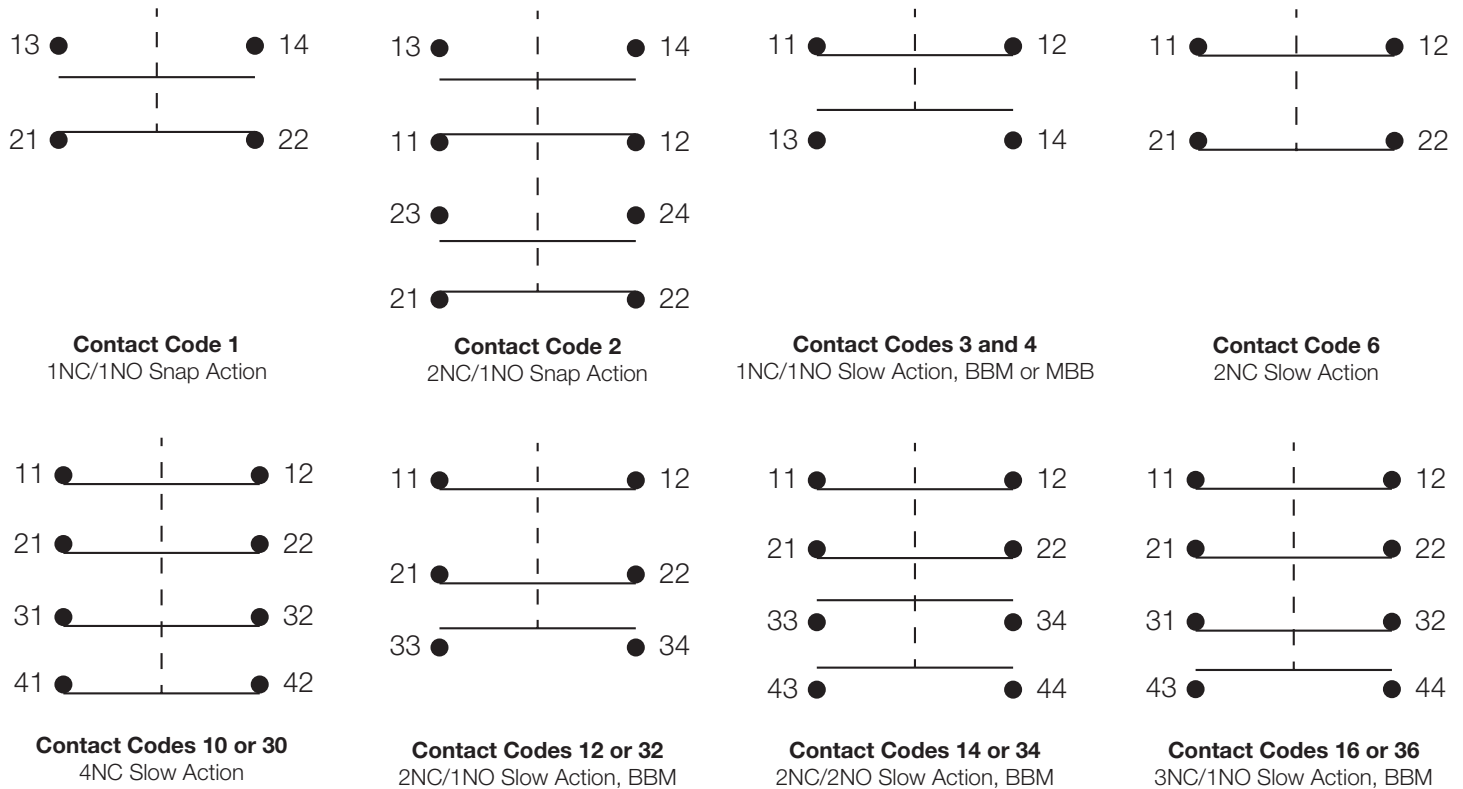 13 14
21 22
Contact Code 1
1NC/1NO Snap Action
13 14
11 12
23 24
21 22
Contact Code 2
2NC/1NO Snap Action
11 12
13 14
Contact Codes 3 and 4
1NC/1NO Slow Action, BBM or MBB
11 12
21 22
Contact Code 6
2NC Slow Action
11 12
21 22
31 32
41 42
Contact Codes 10 or 30
4NC Slow Action
11 12
21 22
33 34
Contact Codes 12 or 32
2NC/1NO Slow Action, BBM
11 12
21 22
33 34
43 44
Contact Codes 14 or 34
2NC/2NO Slow Action, BBM
11 12
21 22
31 32
43 44
Contact Codes 16 or 36
3NC/1NO Slow Action, BBM